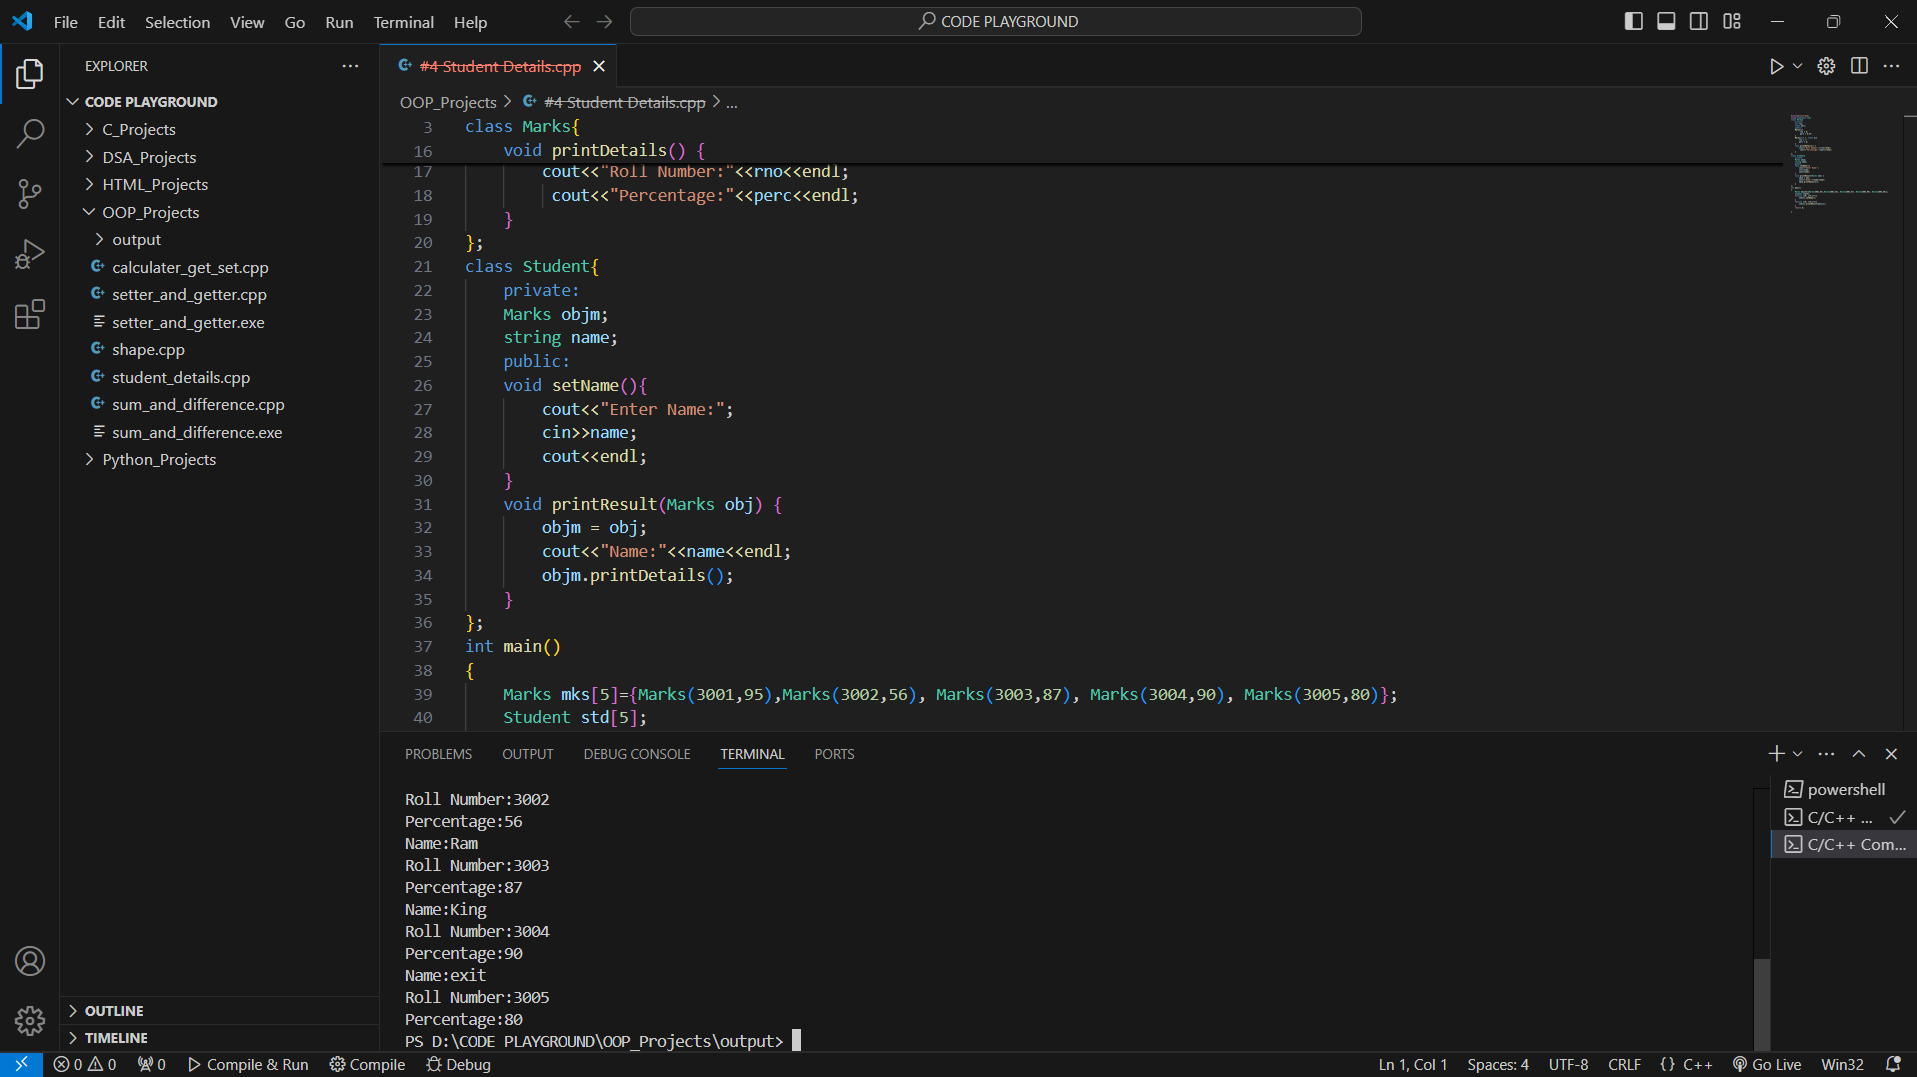 File Edit Selection View Go Run Terminal Help
CODE PLAYGROUND
EXPLORER
CODE PLAYGROUND
C_Projects
DSA_Projects
HTML_Projects
OOP_Projects
output
calculater_get_set.cpp
setter_and_getter.cpp
setter_and_getter.exe
shape.cpp
student_details.cpp
sum_and_difference.cpp
sum_and_difference.exe
Python_Projects
OUTLINE
TIMELINE
#4 Student Details.cpp
OOP_Projects > #4 Student Details.cpp > ...
3 class Marks{
16 void printDetails() {
17 cout<<"Roll Number:"<<rno<<endl;
18 cout<<"Percentage:"<<perc<<endl;
19 }
20 };
21 class Student{
22 private:
23 Marks objm;
24 string name;
25 public:
26 void setName(){
27 cout<<"Enter Name:";
28 cin>>name;
29 cout<<endl;
30 }
31 void printResult(Marks obj) {
32 objm = obj;
33 cout<<"Name:"<<name<<endl;
34 objm.printDetails();
35 }
36 };
37 int main()
38 {
39 Marks mks[5]={Marks(3001,95),Marks(3002,56), Marks(3003,87), Marks(3004,90), Marks(3005,80)};
40 Student std[5];
PROBLEMS OUTPUT DEBUG CONSOLE TERMINAL PORTS
Roll Number:3002
Percentage:56
Name:Ram
Roll Number:3003
Percentage:87
Name:King
Roll Number:3004
Percentage:90
Name:exit
Roll Number:3005
Percentage:80
PS D:\CODE PLAYGROUND\OOP_Projects\output>
powershell
C/C++ ...
C/C++ Com...
0 0 0 Compile & Run Compile Debug
Ln 1, Col 1 Spaces: 4 UTF-8 CRLF {} C++ Go Live Win32